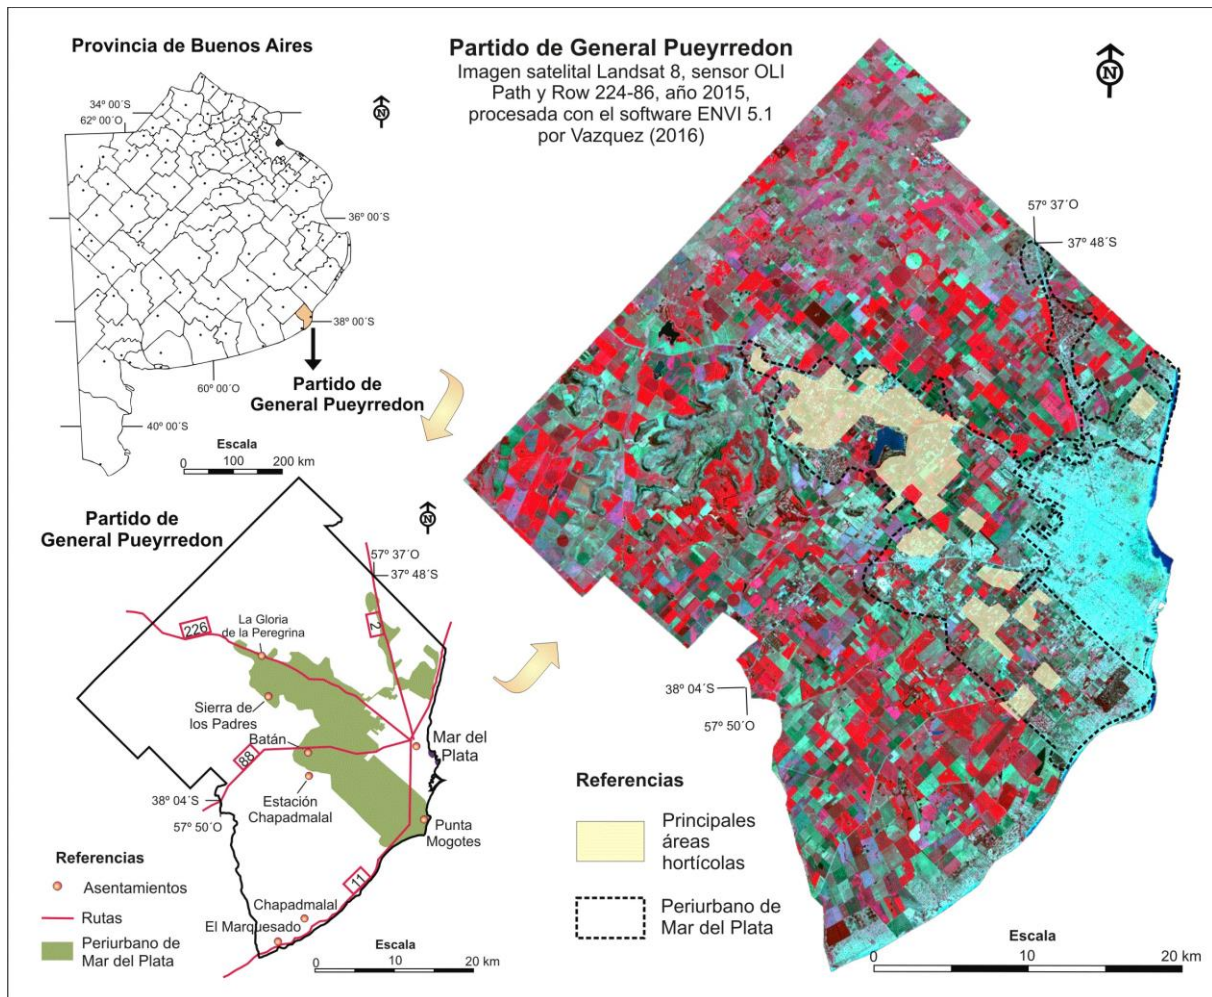 Provincia de Buenos Aires
34º 00´S
62º 00´O
36º 00´S
38º 00´S
60º 00´O
Partido de
General Pueyrredon
40º 00´S
Escala
0 100 200 km
Partido de
General Pueyrredon
N
57º 37´O
37º 48´S
2
226
La Gloria
de la Peregrina
Sierra de
los Padres
Batán
88
Mar del
Plata
Estación
Chapadmalal
38º 04´S
57º 50´O
Punta
Mogotes
11
Chapadmalal
El Marquesado
Referencias
Asentamientos
Rutas
Periurbano de
Mar del Plata
Escala
0 10 20 km
Partido de General Pueyrredon
Imagen satelital Landsat 8, sensor OLI
Path y Row 224-86, año 2015,
procesada con el software ENVI 5.1
por Vazquez (2016)
N
N
57º 37´O
37º 48´S
38º 04´S
57º 50´O
Referencias
Principales
áreas
hortícolas
Periurbano de
Mar del Plata
Escala
0 10 20 km